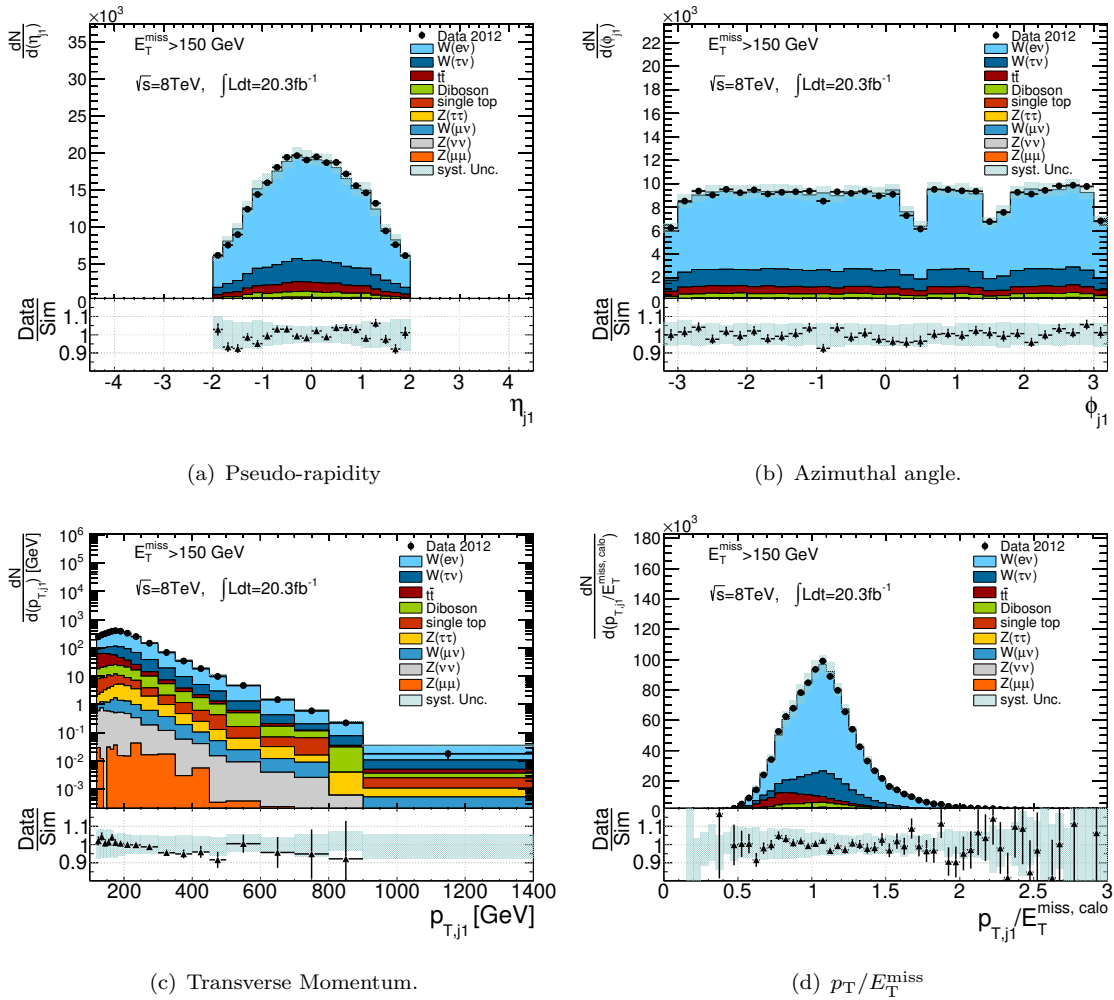 ×10³
dN
d(η_j1)
35
30
25
20
15
10
5
0
E_T^miss>150 GeV
√s=8TeV, ∫Ldt=20.3fb⁻¹
Data 2012
W(eν)
W(τν)
tt̄
Diboson
single top
Z(ττ)
W(μν)
Z(νν)
Z(μμ)
syst. Unc.
Data
Sim
1.1
1
0.9
-4 -3 -2 -1 0 1 2 3 4
η_j1
(a) Pseudo-rapidity
×10³
dN
d(φ_j1)
22
20
18
16
14
12
10
8
6
4
2
0
E_T^miss>150 GeV
√s=8TeV, ∫Ldt=20.3fb⁻¹
Data 2012
W(eν)
W(τν)
tt̄
Diboson
single top
Z(ττ)
W(μν)
Z(νν)
Z(μμ)
syst. Unc.
Data
Sim
1.1
1
0.9
-3 -2 -1 0 1 2 3
φ_j1
(b) Azimuthal angle.
dN
d(p_T,j1) [GeV]
10⁶
10⁵
10⁴
10³
10²
10
1
10⁻¹
10⁻²
10⁻³
E_T^miss>150 GeV
√s=8TeV, ∫Ldt=20.3fb⁻¹
Data 2012
W(eν)
W(τν)
tt̄
Diboson
single top
Z(ττ)
W(μν)
Z(νν)
Z(μμ)
syst. Unc.
Data
Sim
1.1
1
0.9
200 400 600 800 1000 1200 1400
p_T,j1 [GeV]
(c) Transverse Momentum.
×10³
dN
d(p_T,j1/E_T^miss, calo)
180
160
140
120
100
80
60
40
20
0
E_T^miss>150 GeV
√s=8TeV, ∫Ldt=20.3fb⁻¹
Data 2012
W(eν)
W(τν)
tt̄
Diboson
single top
Z(ττ)
W(μν)
Z(νν)
Z(μμ)
syst. Unc.
Data
Sim
1.1
1
0.9
0 0.5 1 1.5 2 2.5 3
p_T,j1/E_T^miss, calo
(d) p_T/E_T^miss